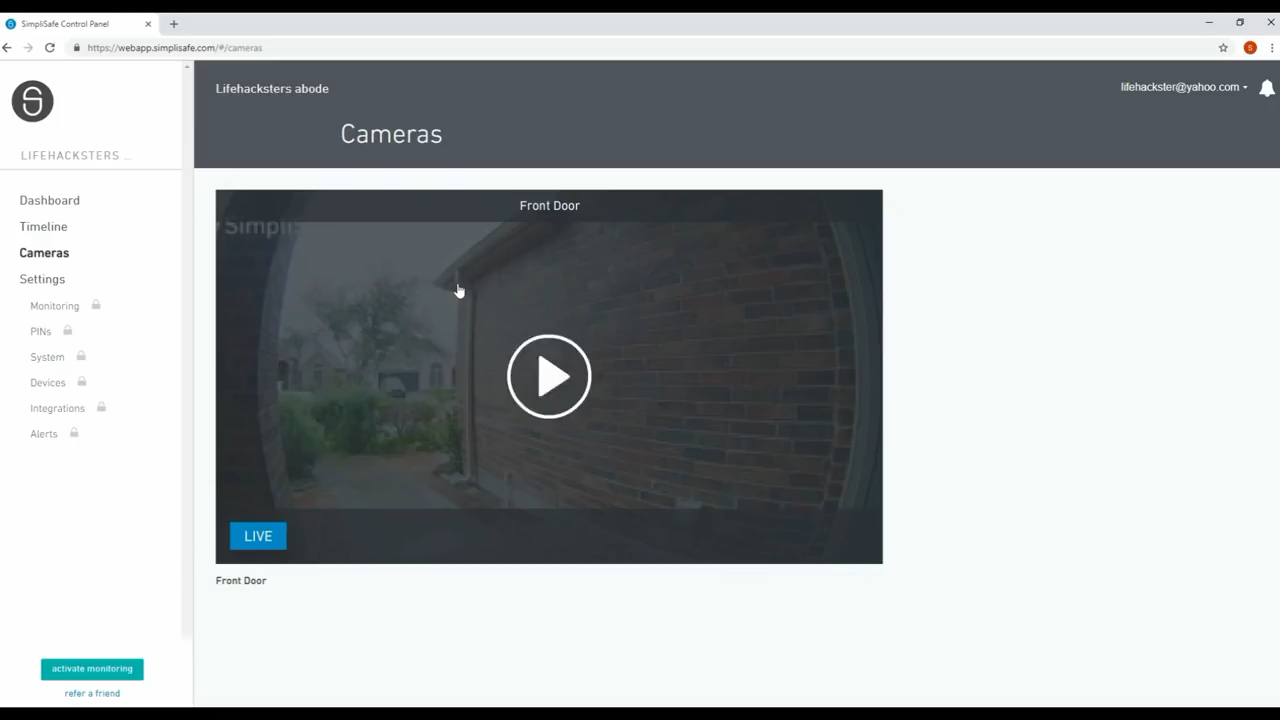 SimpliSafe Control Panel
https://webapp.simplisafe.com/#/cameras
S
Lifehacksters abode
lifehackster@yahoo.com
Cameras
LIFEHACKSTERS ...
Dashboard
Timeline
Cameras
Settings
Monitoring
PINs
System
Devices
Integrations
Alerts
activate monitoring
refer a friend
Front Door
Simplis
LIVE
Front Door